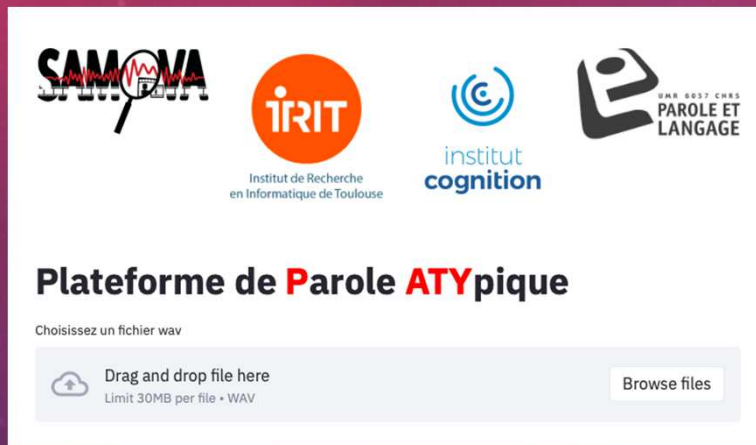 SAMOVA
iRiT
Institut de Recherche
en Informatique de Toulouse
institut
cognition
UMR 6057 CNRS
PAROLE ET
LANGAGE
Plateforme de Parole ATYpique
Choisissez un fichier wav
Drag and drop file here
Limit 30MB per file • WAV
Browse files